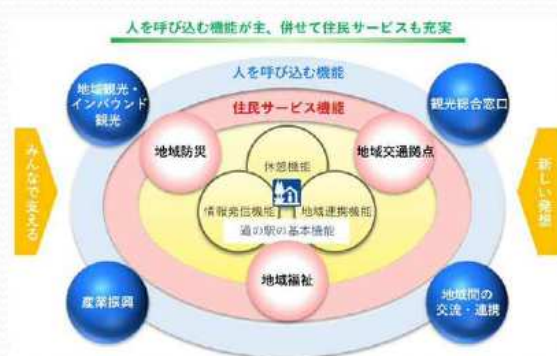 人を呼び込む機能が主、併せて住民サービスも充実
人を呼び込む機能
地域観光・
インバウンド
観光
観光総合窓口
住民サービス機能
地域防災
地域交通拠点
休憩機能
みんなで支える
新しい発想
情報発信機能
地域連携機能
道の駅の基本機能
地域福祉
産業振興
地域間の
交流・連携